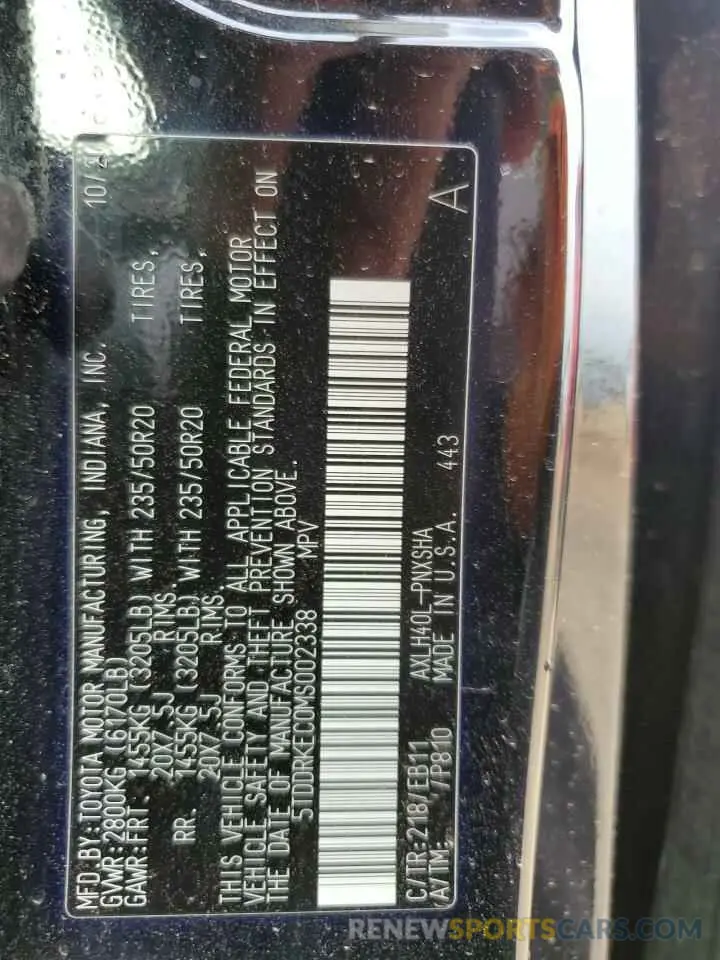 MFD.BY:TOYOTA MOTOR MANUFACTURING, INDIANA, INC. 10/
GVWR:2800KG (6170LB)
GAWR:FRT. 1455KG (3205LB) WITH 235/50R20 TIRES,
20X7.5J RIMS.
RR. 1455KG (3205LB) WITH 235/50R20 TIRES,
20X7.5J RIMS.
THIS VEHICLE CONFORMS TO ALL APPLICABLE FEDERAL MOTOR
VEHICLE SAFETY AND THEFT PREVENTION STANDARDS IN EFFECT ON
THE DATE OF MANUFACTURE SHOWN ABOVE.
5TDDRKEC0MS002338 MPV
C/TR:218/EB11 AXLH40L-PNXSHA
A/TM: /P810 MADE IN U.S.A. 443 A
RENEWSPORTSCARS.COM